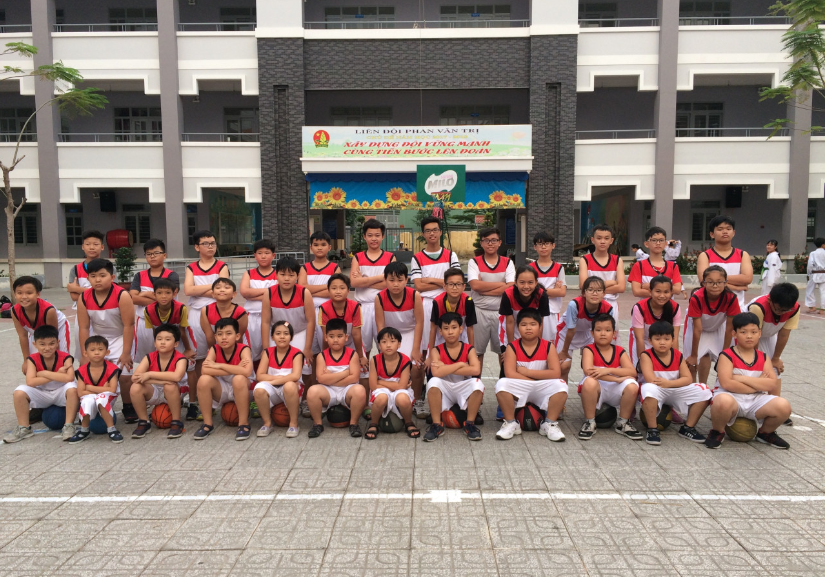 LIÊN ĐỘI PHAN VĂN TRỊ
XÂY DỰNG ĐỘI VỮNG MẠNH
CÙNG TIẾN BƯỚC LÊN ĐOÀN
MILO